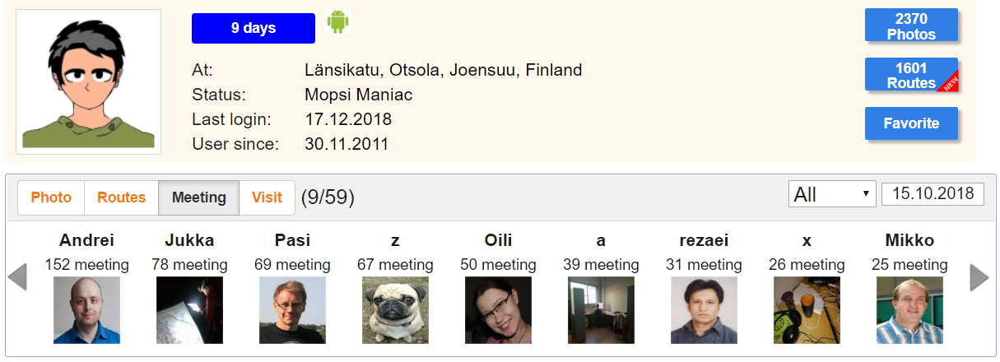 9 days
At: Länsikatu, Otsola, Joensuu, Finland
Status: Mopsi Maniac
Last login: 17.12.2018
User since: 30.11.2011
2370
Photos
1601
Routes
NEW
Favorite
Photo Routes Meeting Visit (9/59) All 15.10.2018
Andrei Jukka Pasi z Oili a rezaei x Mikko
152 meeting 78 meeting 69 meeting 67 meeting 50 meeting 39 meeting 31 meeting 26 meeting 25 meeting